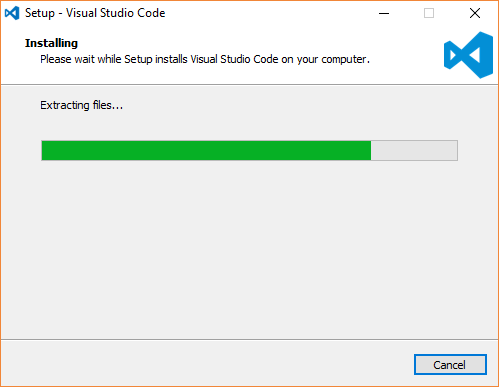 Setup - Visual Studio Code
Installing
Please wait while Setup installs Visual Studio Code on your computer.
Extracting files...
Cancel